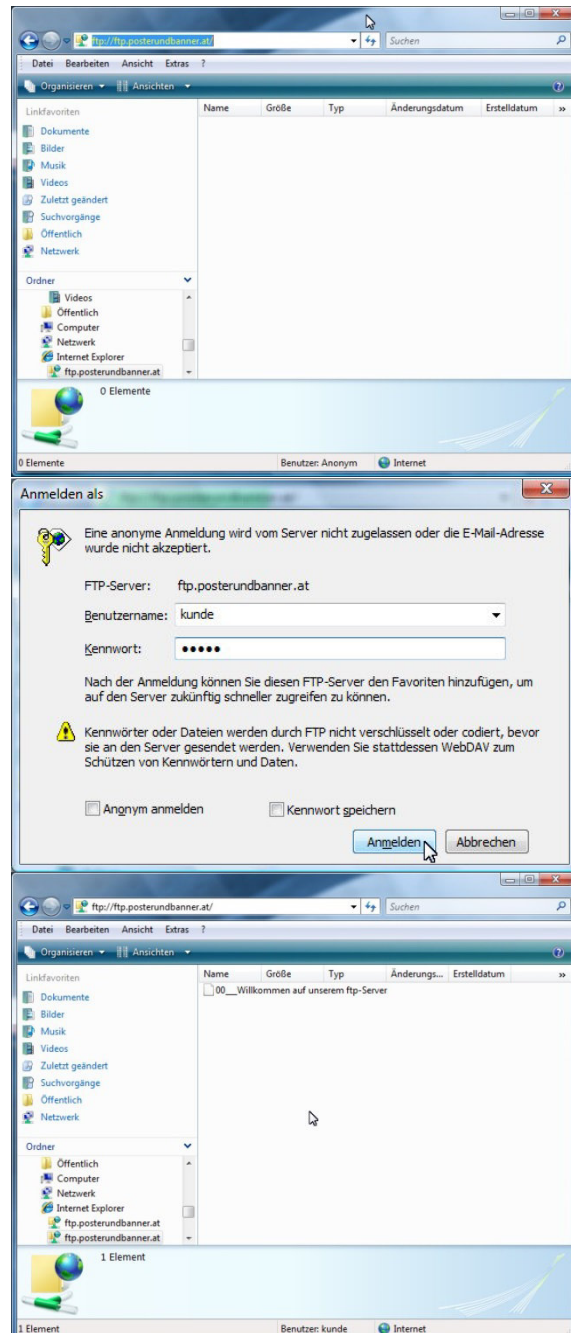 ftp://ftp.posterundbanner.at/
Suchen
Datei Bearbeiten Ansicht Extras ?
Organisieren Ansichten
Linkfavoriten
Name Größe Typ Änderungsdatum Erstelldatum »
Dokumente
Bilder
Musik
Videos
Zuletzt geändert
Suchvorgänge
Öffentlich
Netzwerk
Ordner
Videos
Öffentlich
Computer
Netzwerk
Internet Explorer
ftp.posterundbanner.at
0 Elemente
0 Elemente Benutzer: Anonym Internet
Anmelden als
Eine anonyme Anmeldung wird vom Server nicht zugelassen oder die E-Mail-Adresse
wurde nicht akzeptiert.
FTP-Server: ftp.posterundbanner.at
Benutzername: kunde
Kennwort: •••••
Nach der Anmeldung können Sie diesen FTP-Server den Favoriten hinzufügen, um
auf den Server zukünftig schneller zugreifen zu können.
Kennwörter oder Dateien werden durch FTP nicht verschlüsselt oder codiert, bevor
sie an den Server gesendet werden. Verwenden Sie stattdessen WebDAV zum
Schützen von Kennwörtern und Daten.
Anonym anmelden Kennwort speichern
Anmelden Abbrechen
ftp://ftp.posterundbanner.at/
Suchen
Datei Bearbeiten Ansicht Extras ?
Organisieren Ansichten
Linkfavoriten
Name Größe Typ Änderungs... Erstelldatum »
00__Willkommen auf unserem ftp-Server
Dokumente
Bilder
Musik
Videos
Zuletzt geändert
Suchvorgänge
Öffentlich
Netzwerk
Ordner
Öffentlich
Computer
Netzwerk
Internet Explorer
ftp.posterundbanner.at
ftp.posterundbanner.at
1 Element
1 Element Benutzer: kunde Internet